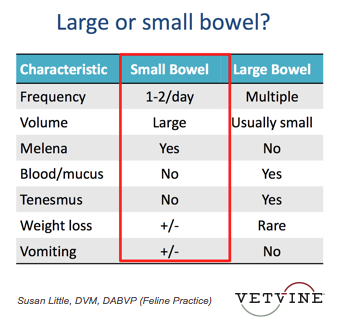 Large or small bowel?
Characteristic Small Bowel Large Bowel
Frequency 1-2/day Multiple
Volume Large Usually small
Melena Yes No
Blood/mucus No Yes
Tenesmus No Yes
Weight loss +/- Rare
Vomiting +/- No
Susan Little, DVM, DABVP (Feline Practice)
VETVINE